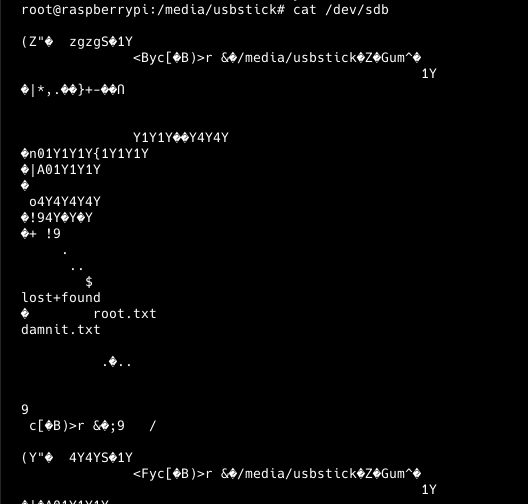 root@raspberrypi:/media/usbstick# cat /dev/sdb
(Z"� zgzgS�1Y
<Byc[�B)>r &�/media/usbstick�Z�Gum^�
1Y
�|*,.��}+-��Ո
Y1Y1Y��Y4Y4Y
�n01Y1Y1Y{1Y1Y1Y
�|A01Y1Y1Y
�
o4Y4Y4Y4Y
�!94Y�Y�Y
�+ !9
.
..
$
lost+found
� root.txt
damnit.txt
.�..
9
c[�B)>r &�;9 /
(Y"� 4Y4YS�1Y
<Fyc[�B)>r &�/media/usbstick�Z�Gum^�
1Y